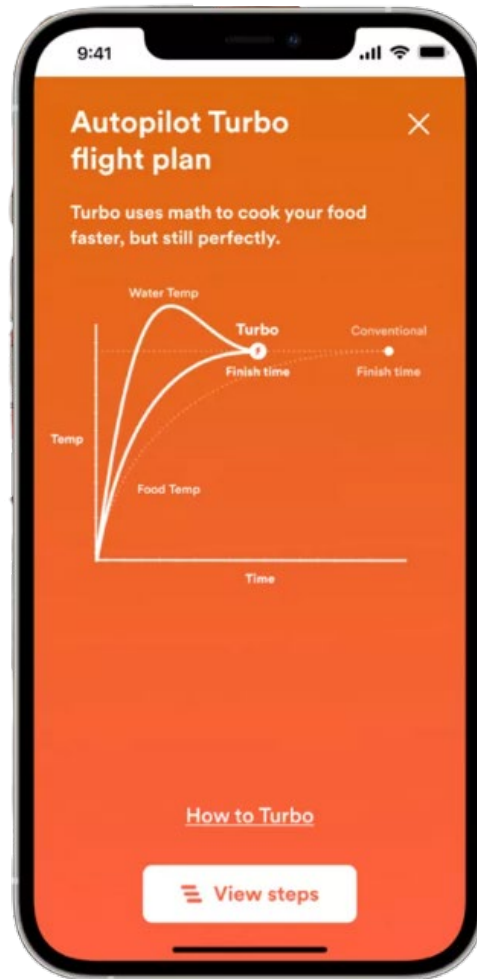 9:41
Autopilot Turbo
flight plan
Turbo uses math to cook your food
faster, but still perfectly.
Water Temp
Turbo
Conventional
Finish time
Finish time
Temp
Food Temp
Time
How to Turbo
View steps